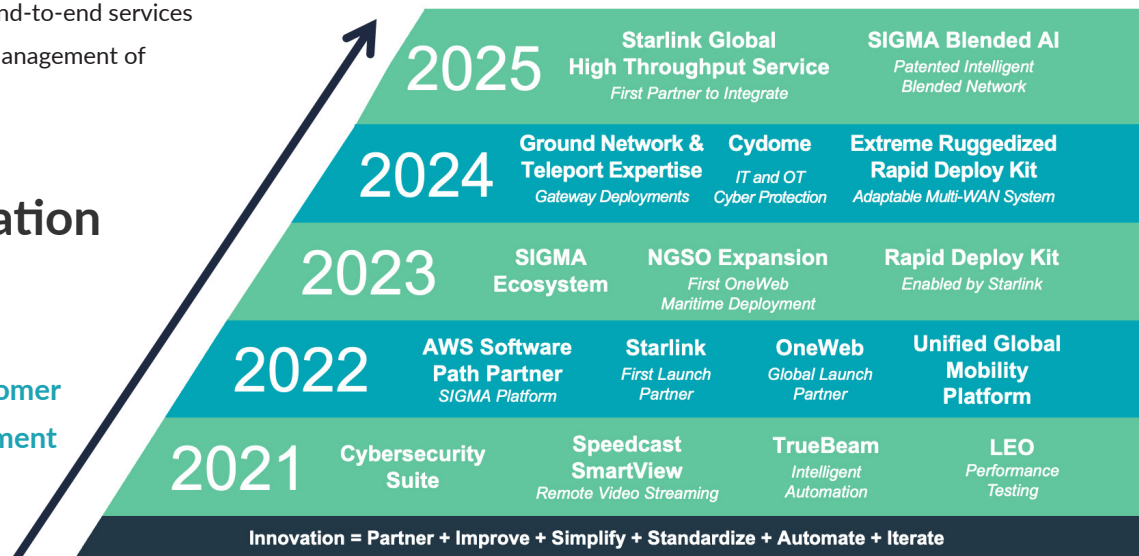 nd-to-end services
anagement of
ation
omer
ment
2025
Starlink Global
High Throughput Service
First Partner to Integrate
SIGMA Blended AI
Patented Intelligent
Blended Network
2024
Ground Network &
Teleport Expertise
Gateway Deployments
Cydome
IT and OT
Cyber Protection
Extreme Ruggedized
Rapid Deploy Kit
Adaptable Multi-WAN System
2023
SIGMA
Ecosystem
NGSO Expansion
First OneWeb
Maritime Deployment
Rapid Deploy Kit
Enabled by Starlink
2022
AWS Software
Path Partner
SIGMA Platform
Starlink
First Launch
Partner
OneWeb
Global Launch
Partner
Unified Global
Mobility
Platform
2021
Cybersecurity
Suite
Speedcast
SmartView
Remote Video Streaming
TrueBeam
Intelligent
Automation
LEO
Performance
Testing
Innovation = Partner + Improve + Simplify + Standardize + Automate + Iterate